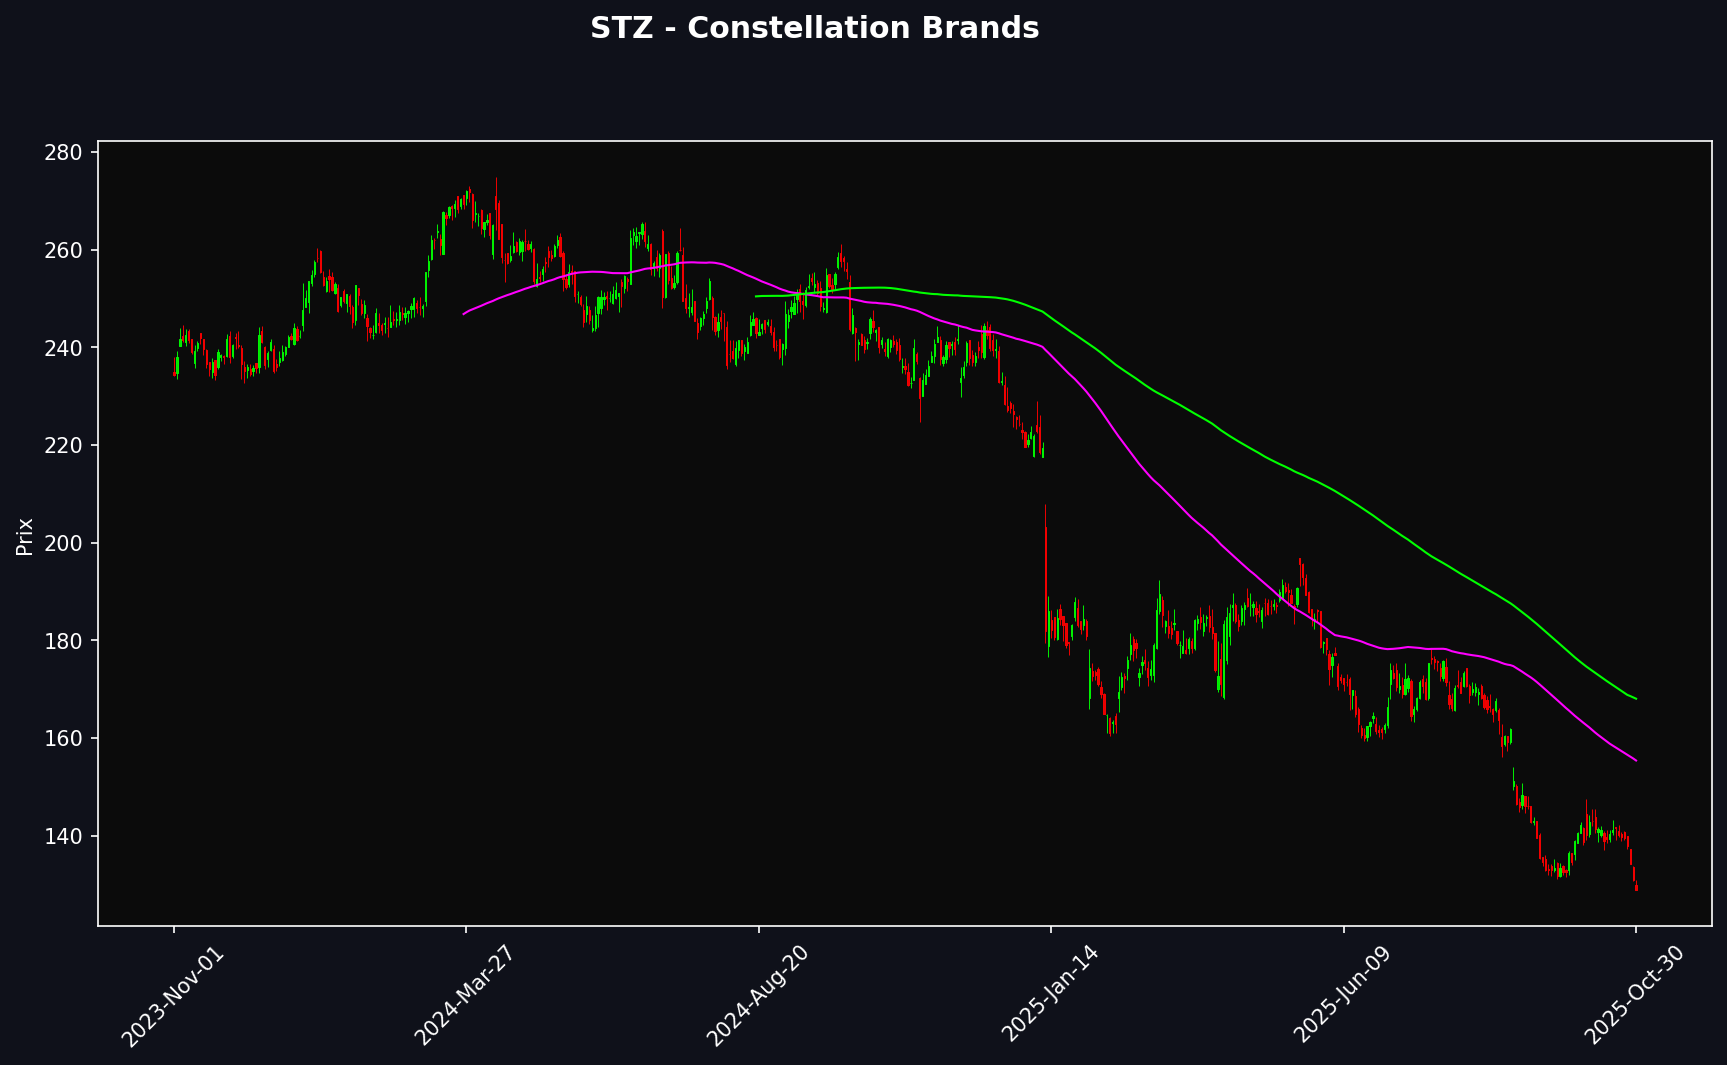 STZ - Constellation Brands
Prix
280
260
240
220
200
180
160
140
2023-Nov-01
2024-Mar-27
2024-Aug-20
2025-Jan-14
2025-Jun-09
2025-Oct-30